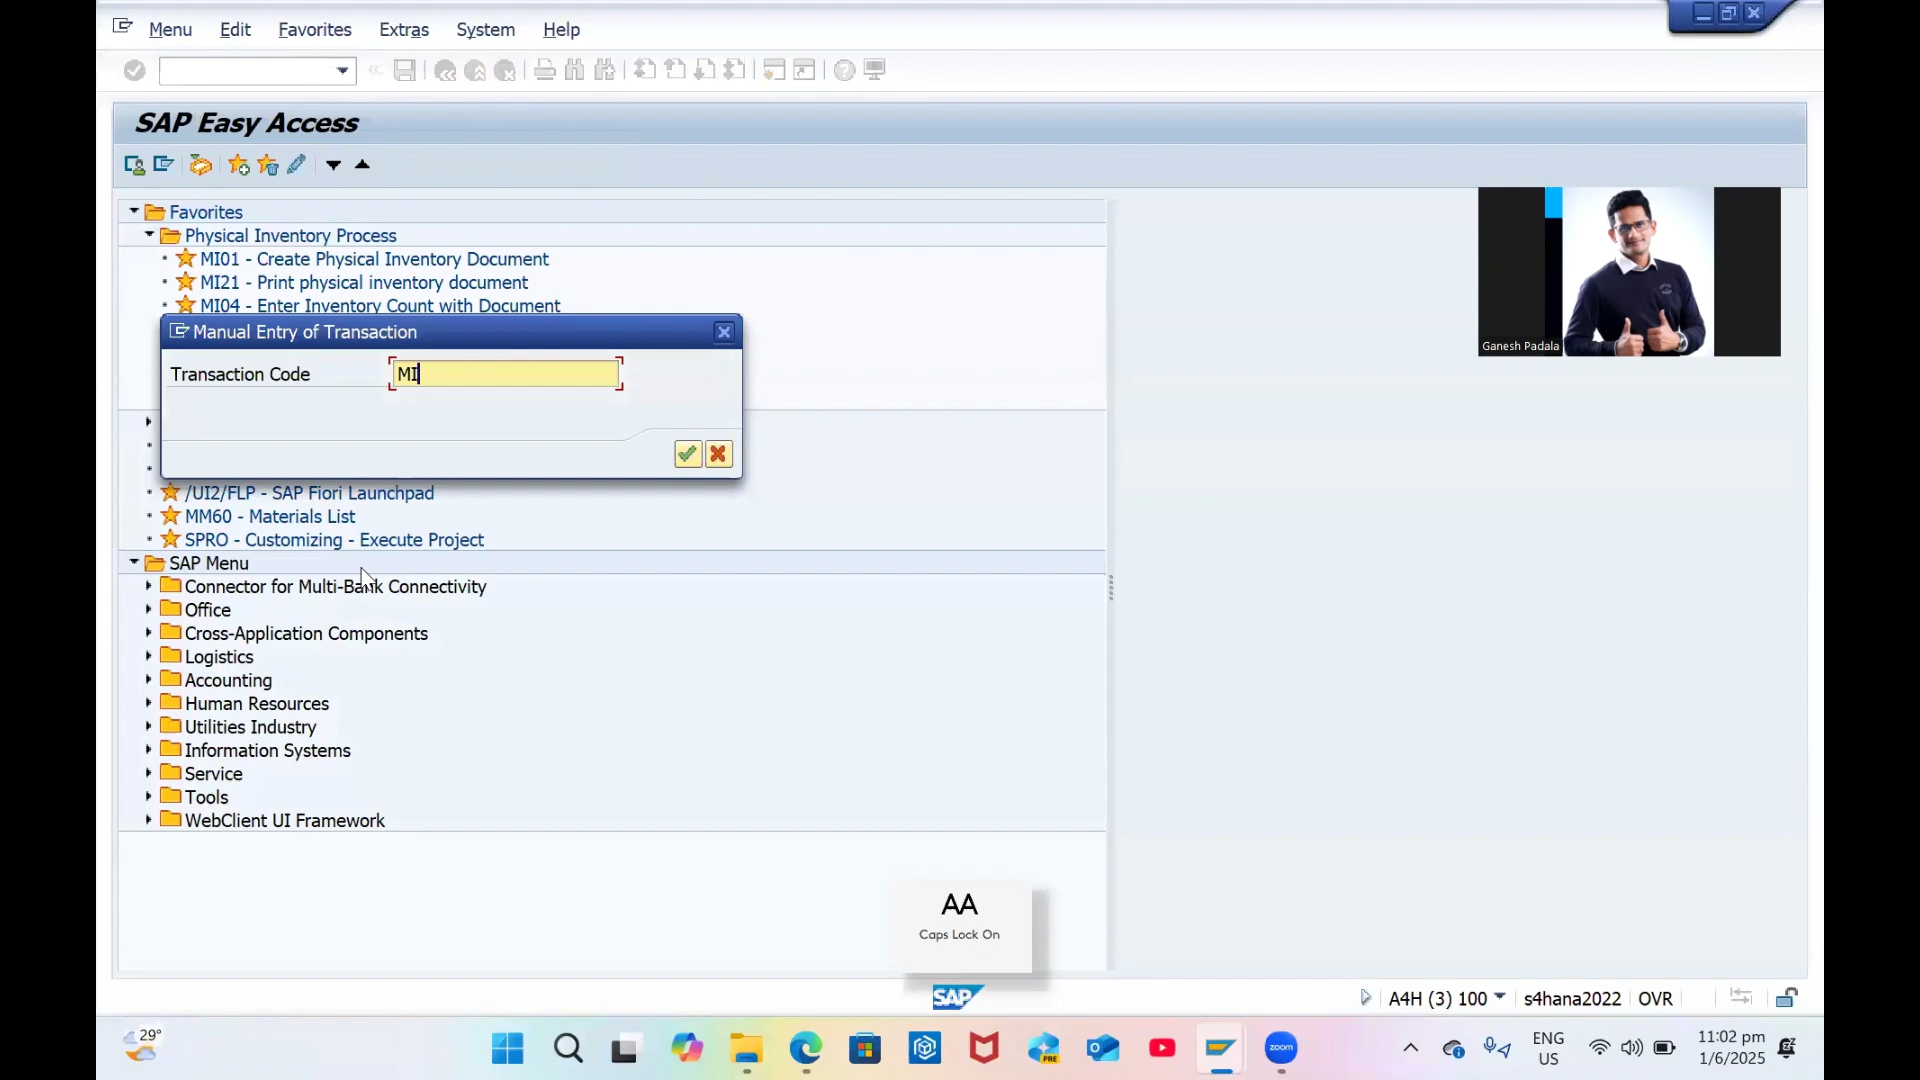 Menu Edit Favorites Extras System Help
SAP Easy Access
Favorites
Physical Inventory Process
MI01 - Create Physical Inventory Document
MI21 - Print physical inventory document
MI04 - Enter Inventory Count with Document
Manual Entry of Transaction
Transaction Code MI
/UI2/FLP - SAP Fiori Launchpad
MM60 - Materials List
SPRO - Customizing - Execute Project
SAP Menu
Connector for Multi-Bank Connectivity
Office
Cross-Application Components
Logistics
Accounting
Human Resources
Utilities Industry
Information Systems
Service
Tools
WebClient UI Framework
Ganesh Padala
AA
Caps Lock On
SAP
A4H (3) 100 s4hana2022 OVR
29°
PRE
zoom
ENG
US
11:02 pm
1/6/2025